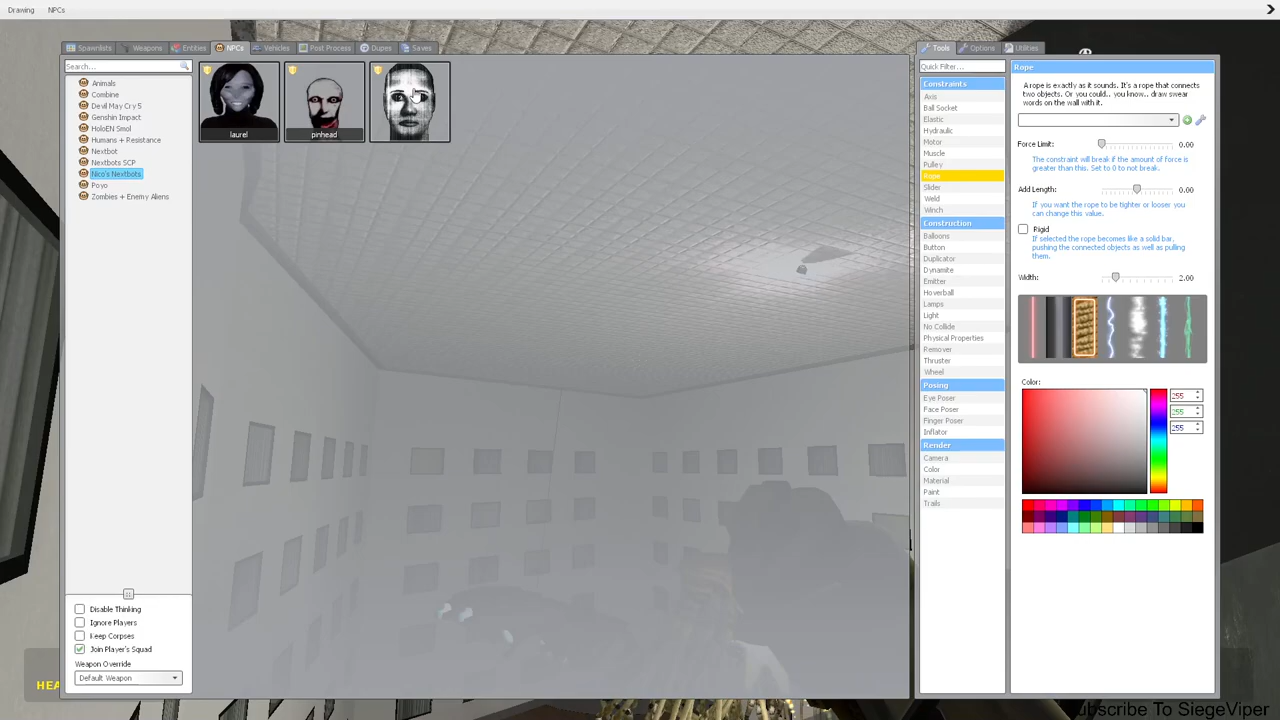 Drawing NPCs
Spawnlists Weapons Entities NPCs Vehicles Post Process Dupes Saves
Search...
Animals
Combine
Devil May Cry 5
Genshin Impact
HoloEN Smol
Humans + Resistance
Nextbot
Nextbots SCP
Nico's Nextbots
Poyo
Zombies + Enemy Aliens
laurel
pinhead
Disable Thinking
Ignore Players
Keep Corpses
Join Player's Squad
Weapon Override
Default Weapon
HEA
Tools Options Utilities
Quick Filter...
Constraints
Axis
Ball Socket
Elastic
Hydraulic
Motor
Muscle
Pulley
Rope
Slider
Weld
Winch
Construction
Balloons
Button
Duplicator
Dynamite
Emitter
Hoverball
Lamps
Light
No Collide
Physical Properties
Remover
Thruster
Wheel
Posing
Eye Poser
Face Poser
Finger Poser
Inflator
Render
Camera
Color
Material
Paint
Trails
Rope
A rope is exactly as it sounds. It's a rope that connects
two objects. Or you could.. you know.. draw swear
words on the wall with it.
Force Limit: 0.00
The constraint will break if the amount of force is
greater than this. Set to 0 to not break.
Add Length: 0.00
If you want the rope to be tighter or looser you
can change this value.
Rigid
If selected the rope becomes like a solid bar,
pushing the connected objects as well as pulling
them.
Width: 2.00
Color:
255
255
255
ubscribe To SiegeViper